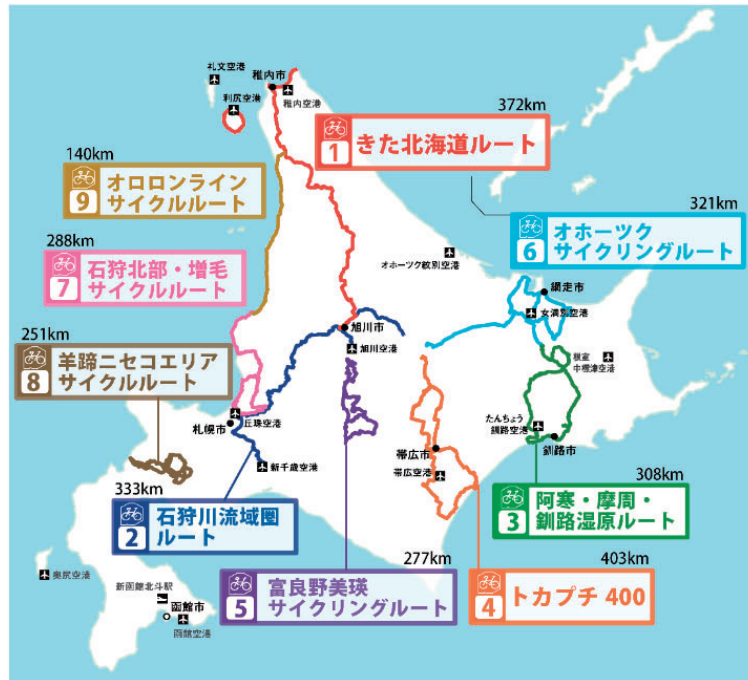 礼文空港
稚内市
利尻空港
稚内空港
372km
1
きた北海道ルート
140km
9
オロロンライン
サイクルルート
321km
6
オホーツク
サイクリングルート
288km
7
石狩北部・増毛
サイクルルート
オホーツク紋別空港
網走市
女満別空港
旭川市
旭川空港
251km
8
羊蹄ニセコエリア
サイクルルート
根室
中標津空港
札幌市
丘珠空港
新千歳空港
たんちょう
釧路空港
釧路市
帯広市
帯広空港
333km
2
石狩川流域圏
ルート
308km
3
阿寒・摩周・
釧路湿原ルート
277km
5
富良野美瑛
サイクリングルート
403km
4
トカプチ 400
奥尻空港
新函館北斗駅
函館市
函館空港